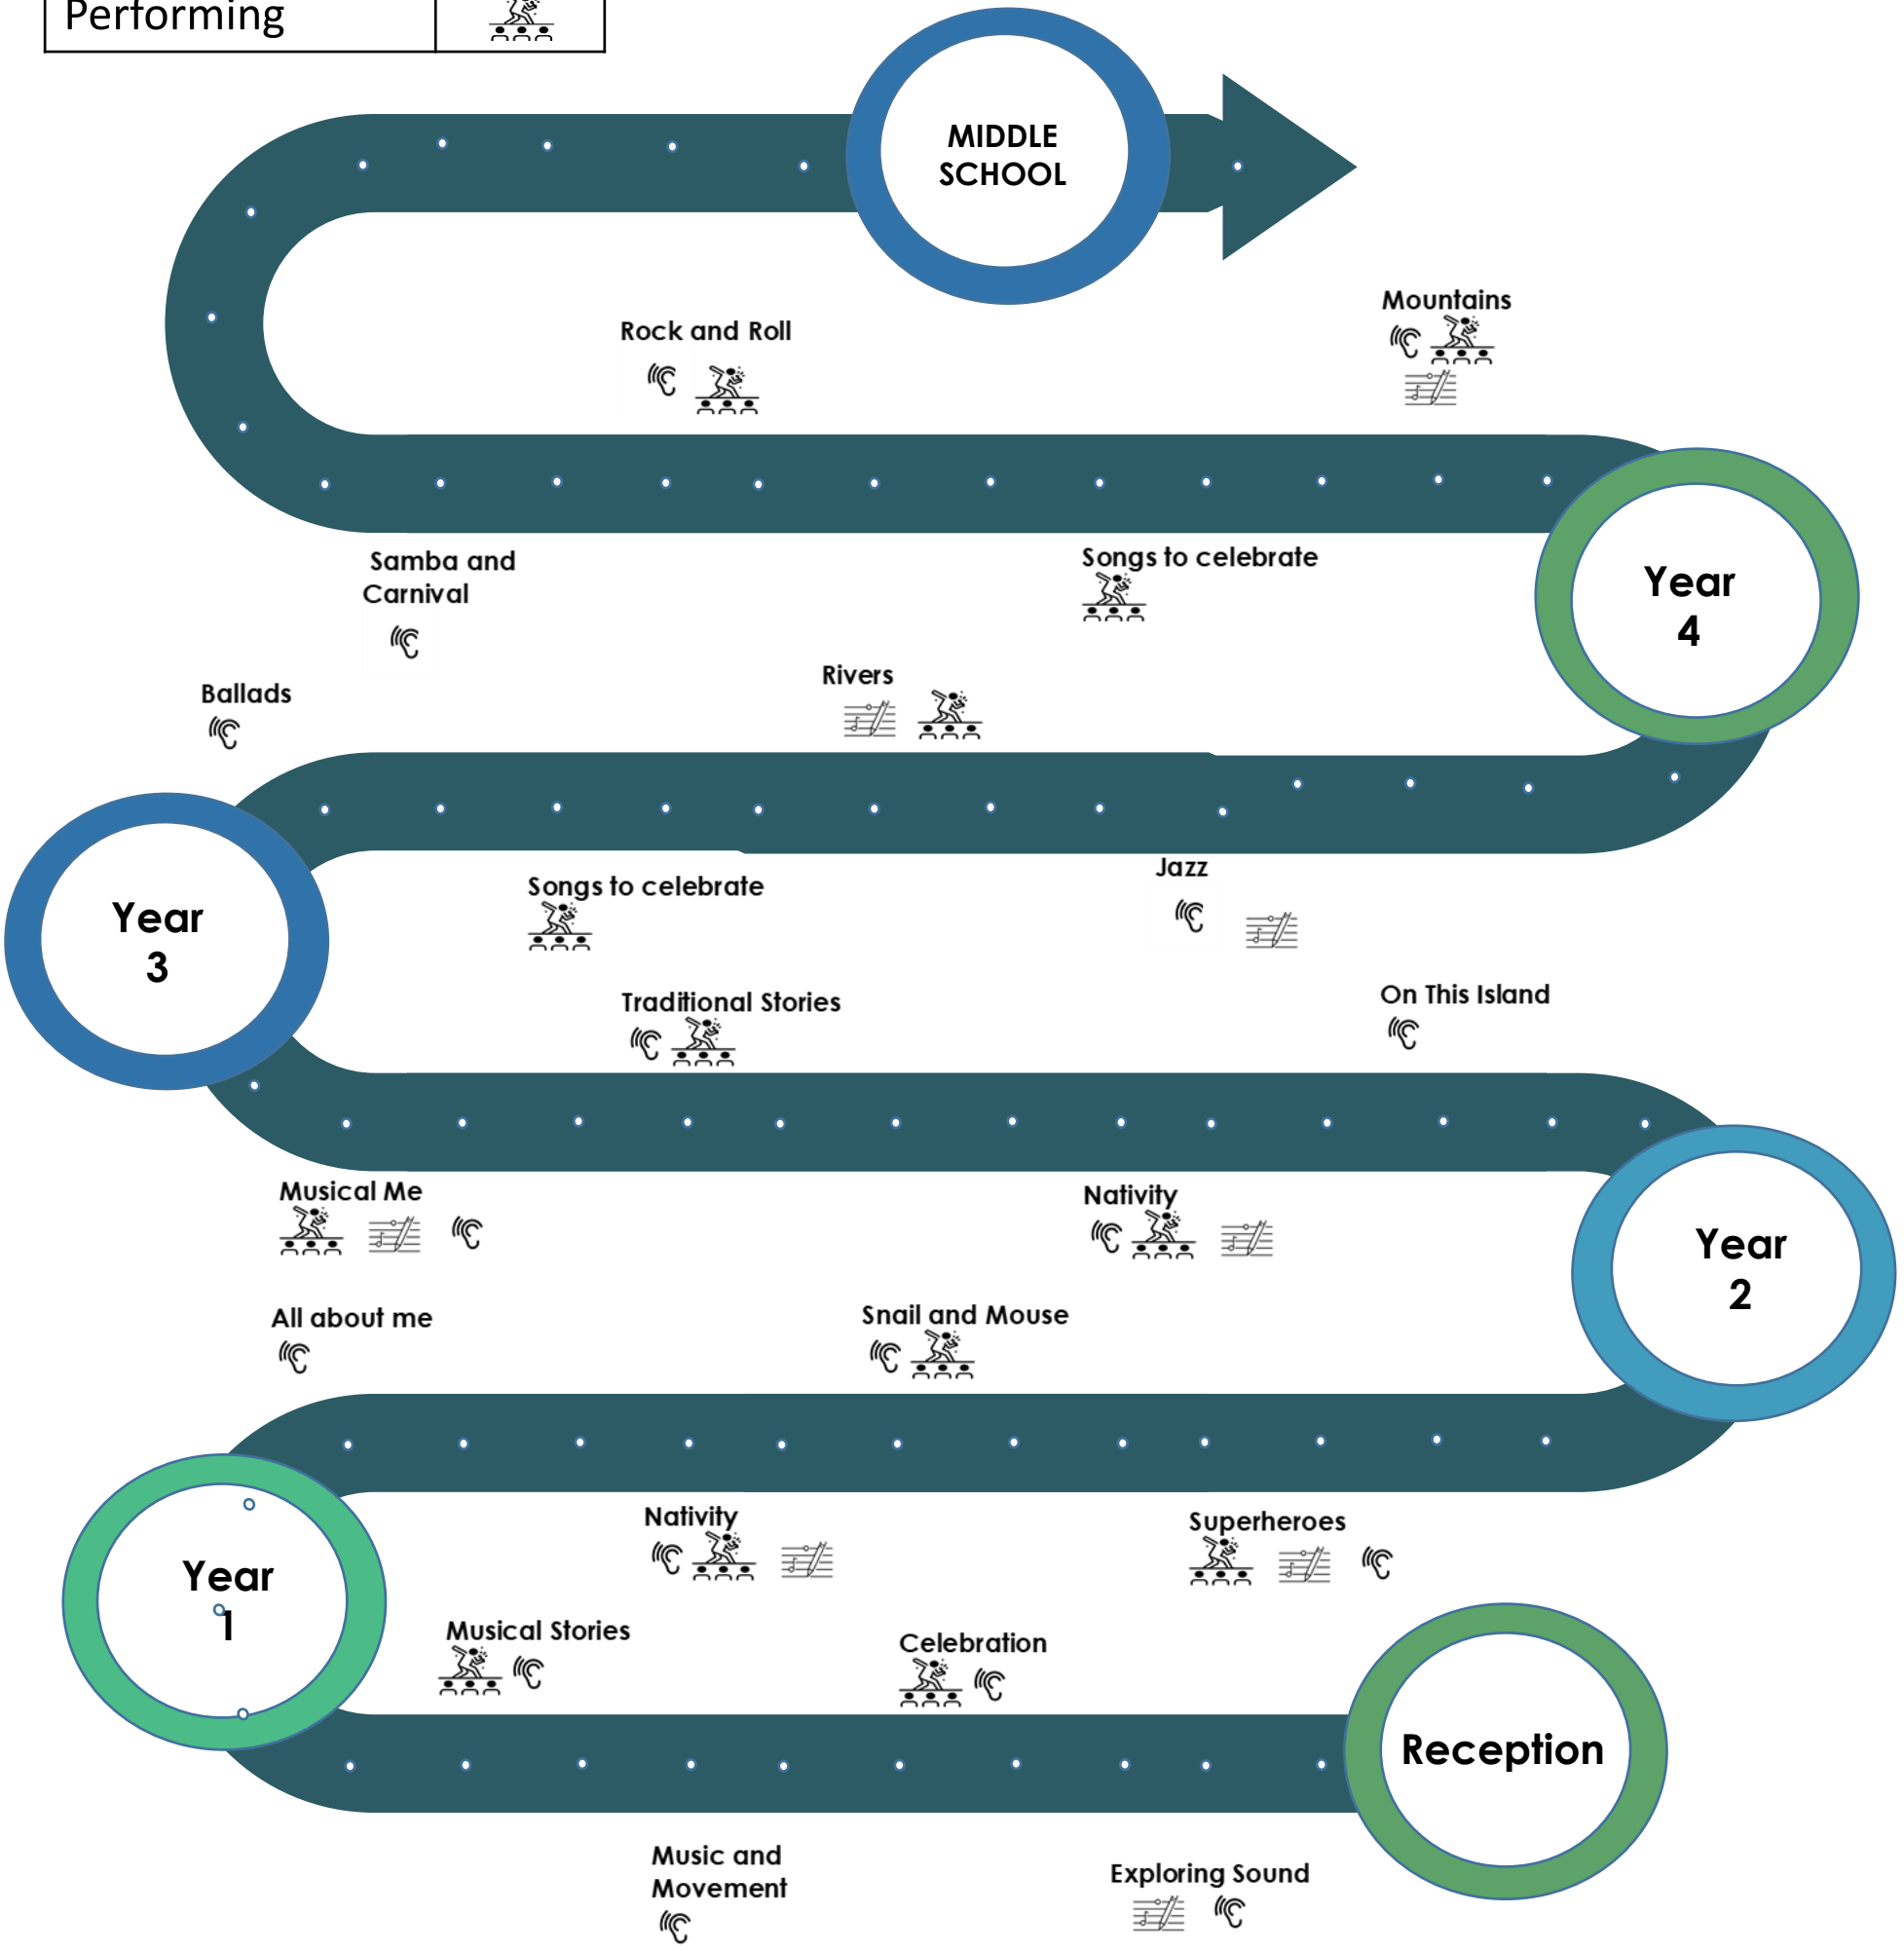 Performing
MIDDLE
SCHOOL
Mountains
Rock and Roll
Samba and
Carnival
Songs to celebrate
Year
4
Rivers
Ballads
Year
3
Songs to celebrate
Jazz
Traditional Stories
On This Island
Musical Me
Nativity
Year
2
All about me
Snail and Mouse
Nativity
Superheroes
Year
1
Musical Stories
Celebration
Reception
Music and
Movement
Exploring Sound